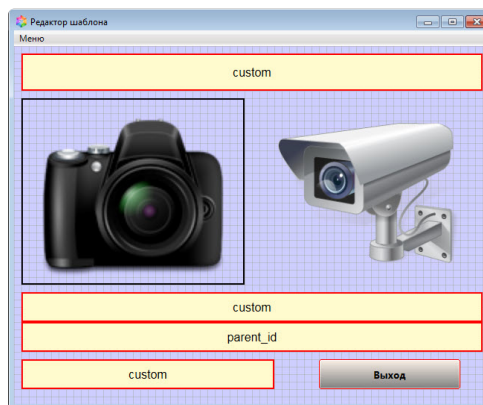 Редактор шаблона
Меню
custom
custom
parent_id
custom
Выход